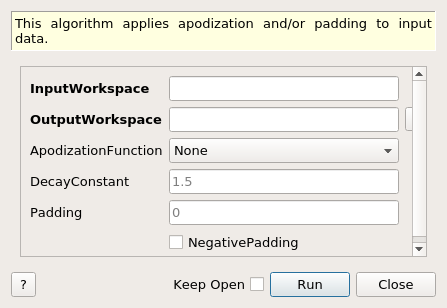 This algorithm applies apodization and/or padding to input
data.
InputWorkspace
OutputWorkspace
ApodizationFunction None
DecayConstant 1.5
Padding 0
NegativePadding
? Keep Open Run Close